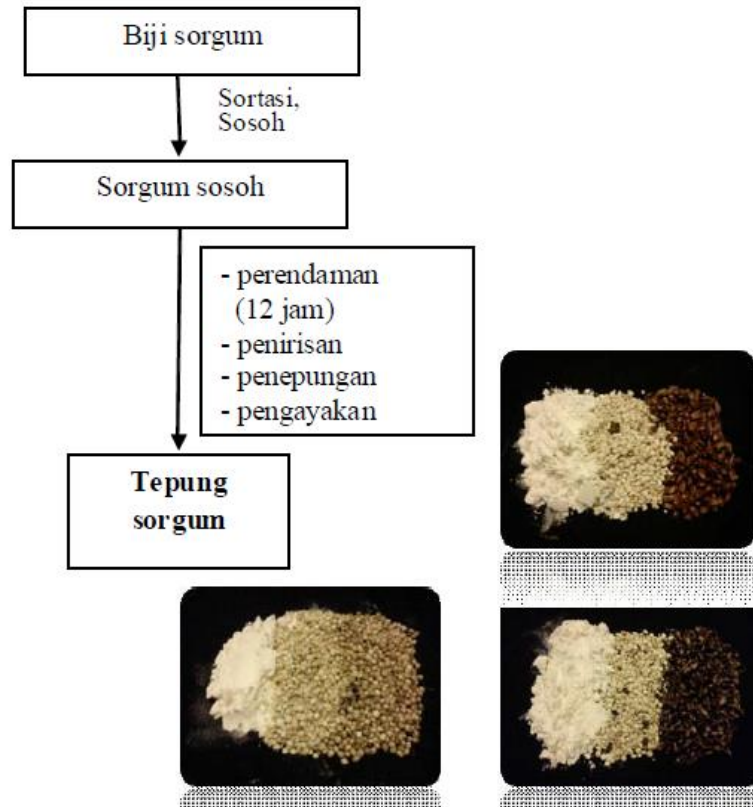 Biji sorgum
Sortasi,
Sosoh
Sorgum sosoh
- perendaman
(12 jam)
- penirisan
- penepungan
- pengayakan
Tepung
sorgum